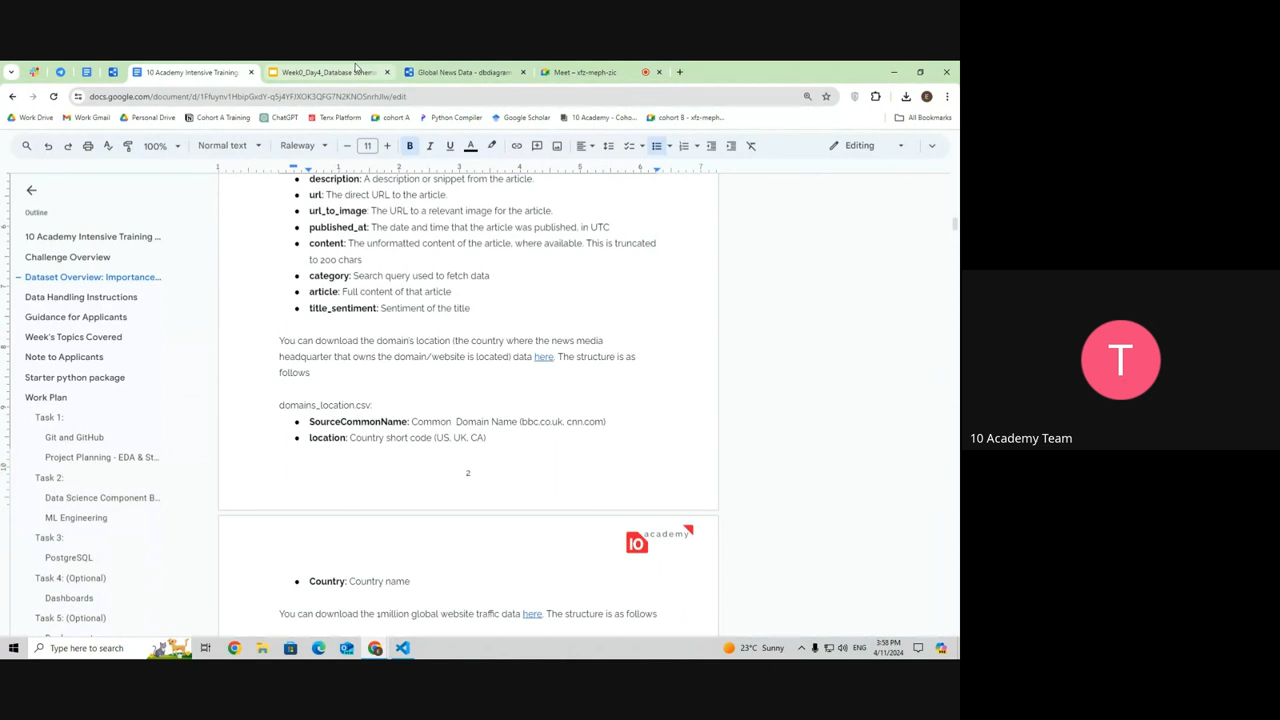 10 Academy Intensive Training
Week0_Day4_Database Schema
Global News Data - dbdiagram
Meet – xfz-meph-zic
docs.google.com/document/d/1Ffuynv1HbipGxdY-q5j4YFJXOK3QFG7N2KNOSnrhJIw/edit
Work Drive
Work Gmail
Personal Drive
Cohort A Training
ChatGPT
Tenx Platform
cohort A
Python Compiler
Google Scholar
10 Academy - Coho...
cohort B - xfz-mep...
All Bookmarks
100%
Normal text
Raleway
11
B
I
U
A
Editing
1
1
2
3
4
5
6
7
description: A description or snippet from the article.
url: The direct URL to the article.
url_to_image: The URL to a relevant image for the article.
published_at: The date and time that the article was published, in UTC
content: The unformatted content of the article, where available. This is truncated
to 200 chars
category: Search query used to fetch data
article: Full content of that article
title_sentiment: Sentiment of the title
You can download the domain's location (the country where the news media
headquarter that owns the domain/website is located) data here. The structure is as
follows
domains_location.csv:
SourceCommonName: Common Domain Name (bbc.co.uk, cnn.com)
location: Country short code (US, UK, CA)
2
10 academy
Country: Country name
You can download the 1million global website traffic data here. The structure is as follows
Outline
10 Academy Intensive Training ...
Challenge Overview
Dataset Overview: Importance...
Data Handling Instructions
Guidance for Applicants
Week's Topics Covered
Note to Applicants
Starter python package
Work Plan
Task 1:
Git and GitHub
Project Planning - EDA & St...
Task 2:
Data Science Component B...
ML Engineering
Task 3:
PostgreSQL
Task 4: (Optional)
Dashboards
Task 5: (Optional)
Type here to search
23°C Sunny
ENG
3:58 PM
4/11/2024
T
10 Academy Team